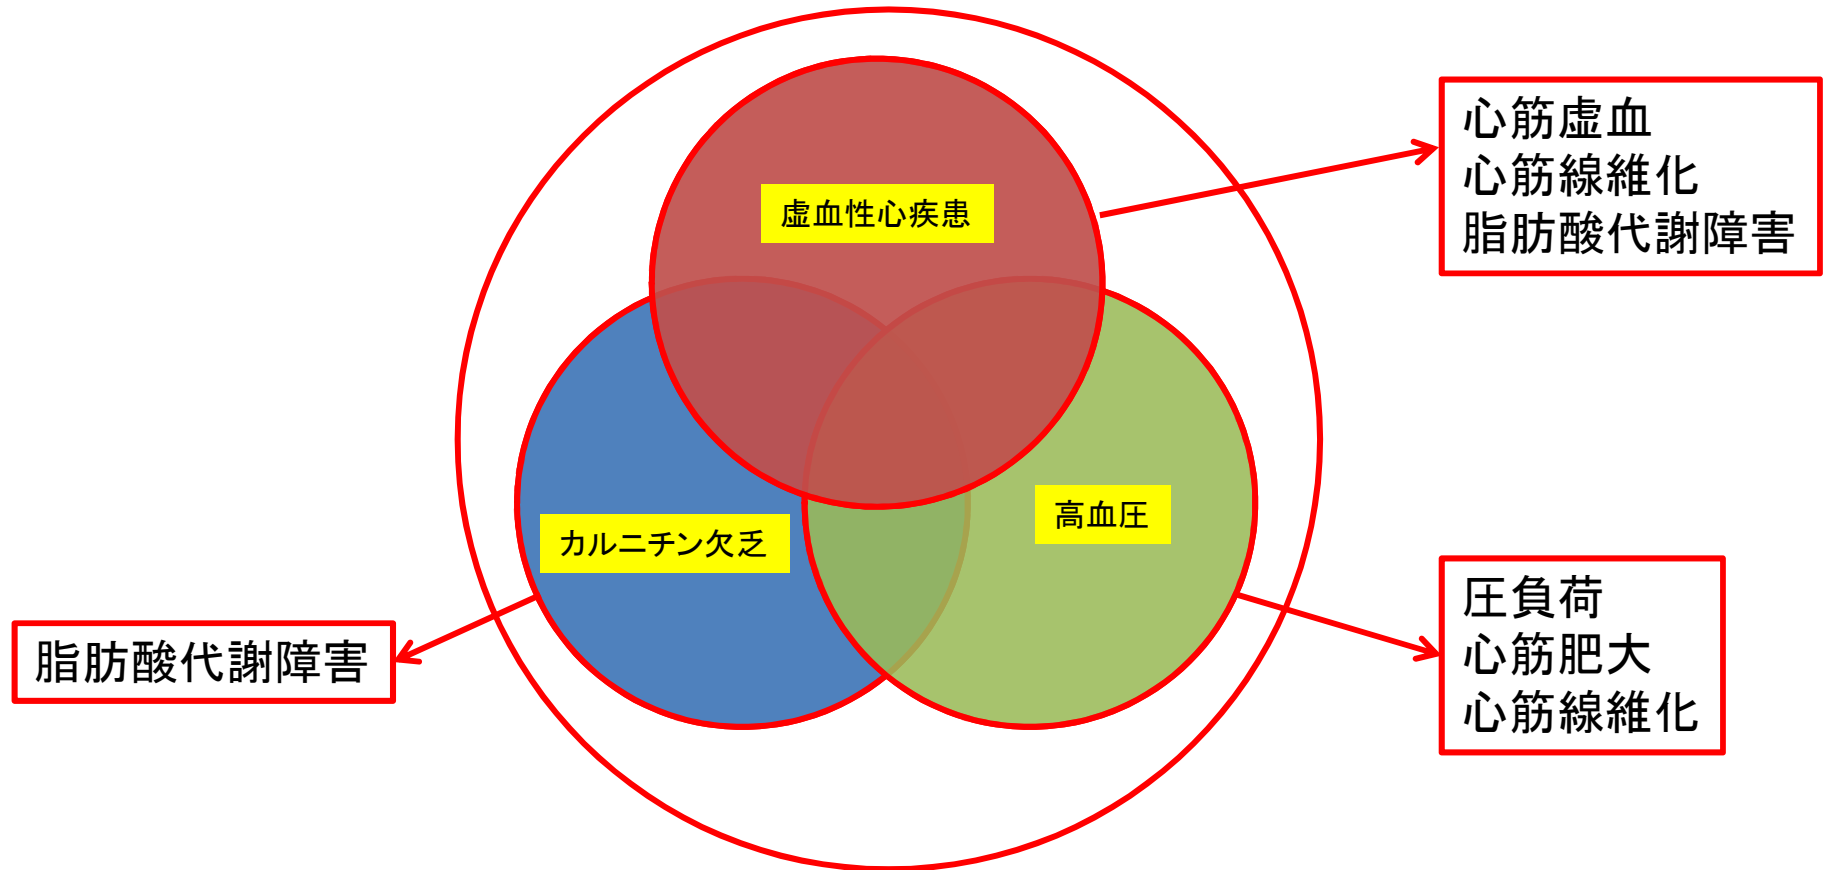 虚血性心疾患
カルニチン欠乏
高血圧
心筋虚血
心筋線維化
脂肪酸代謝障害
圧負荷
心筋肥大
心筋線維化
脂肪酸代謝障害